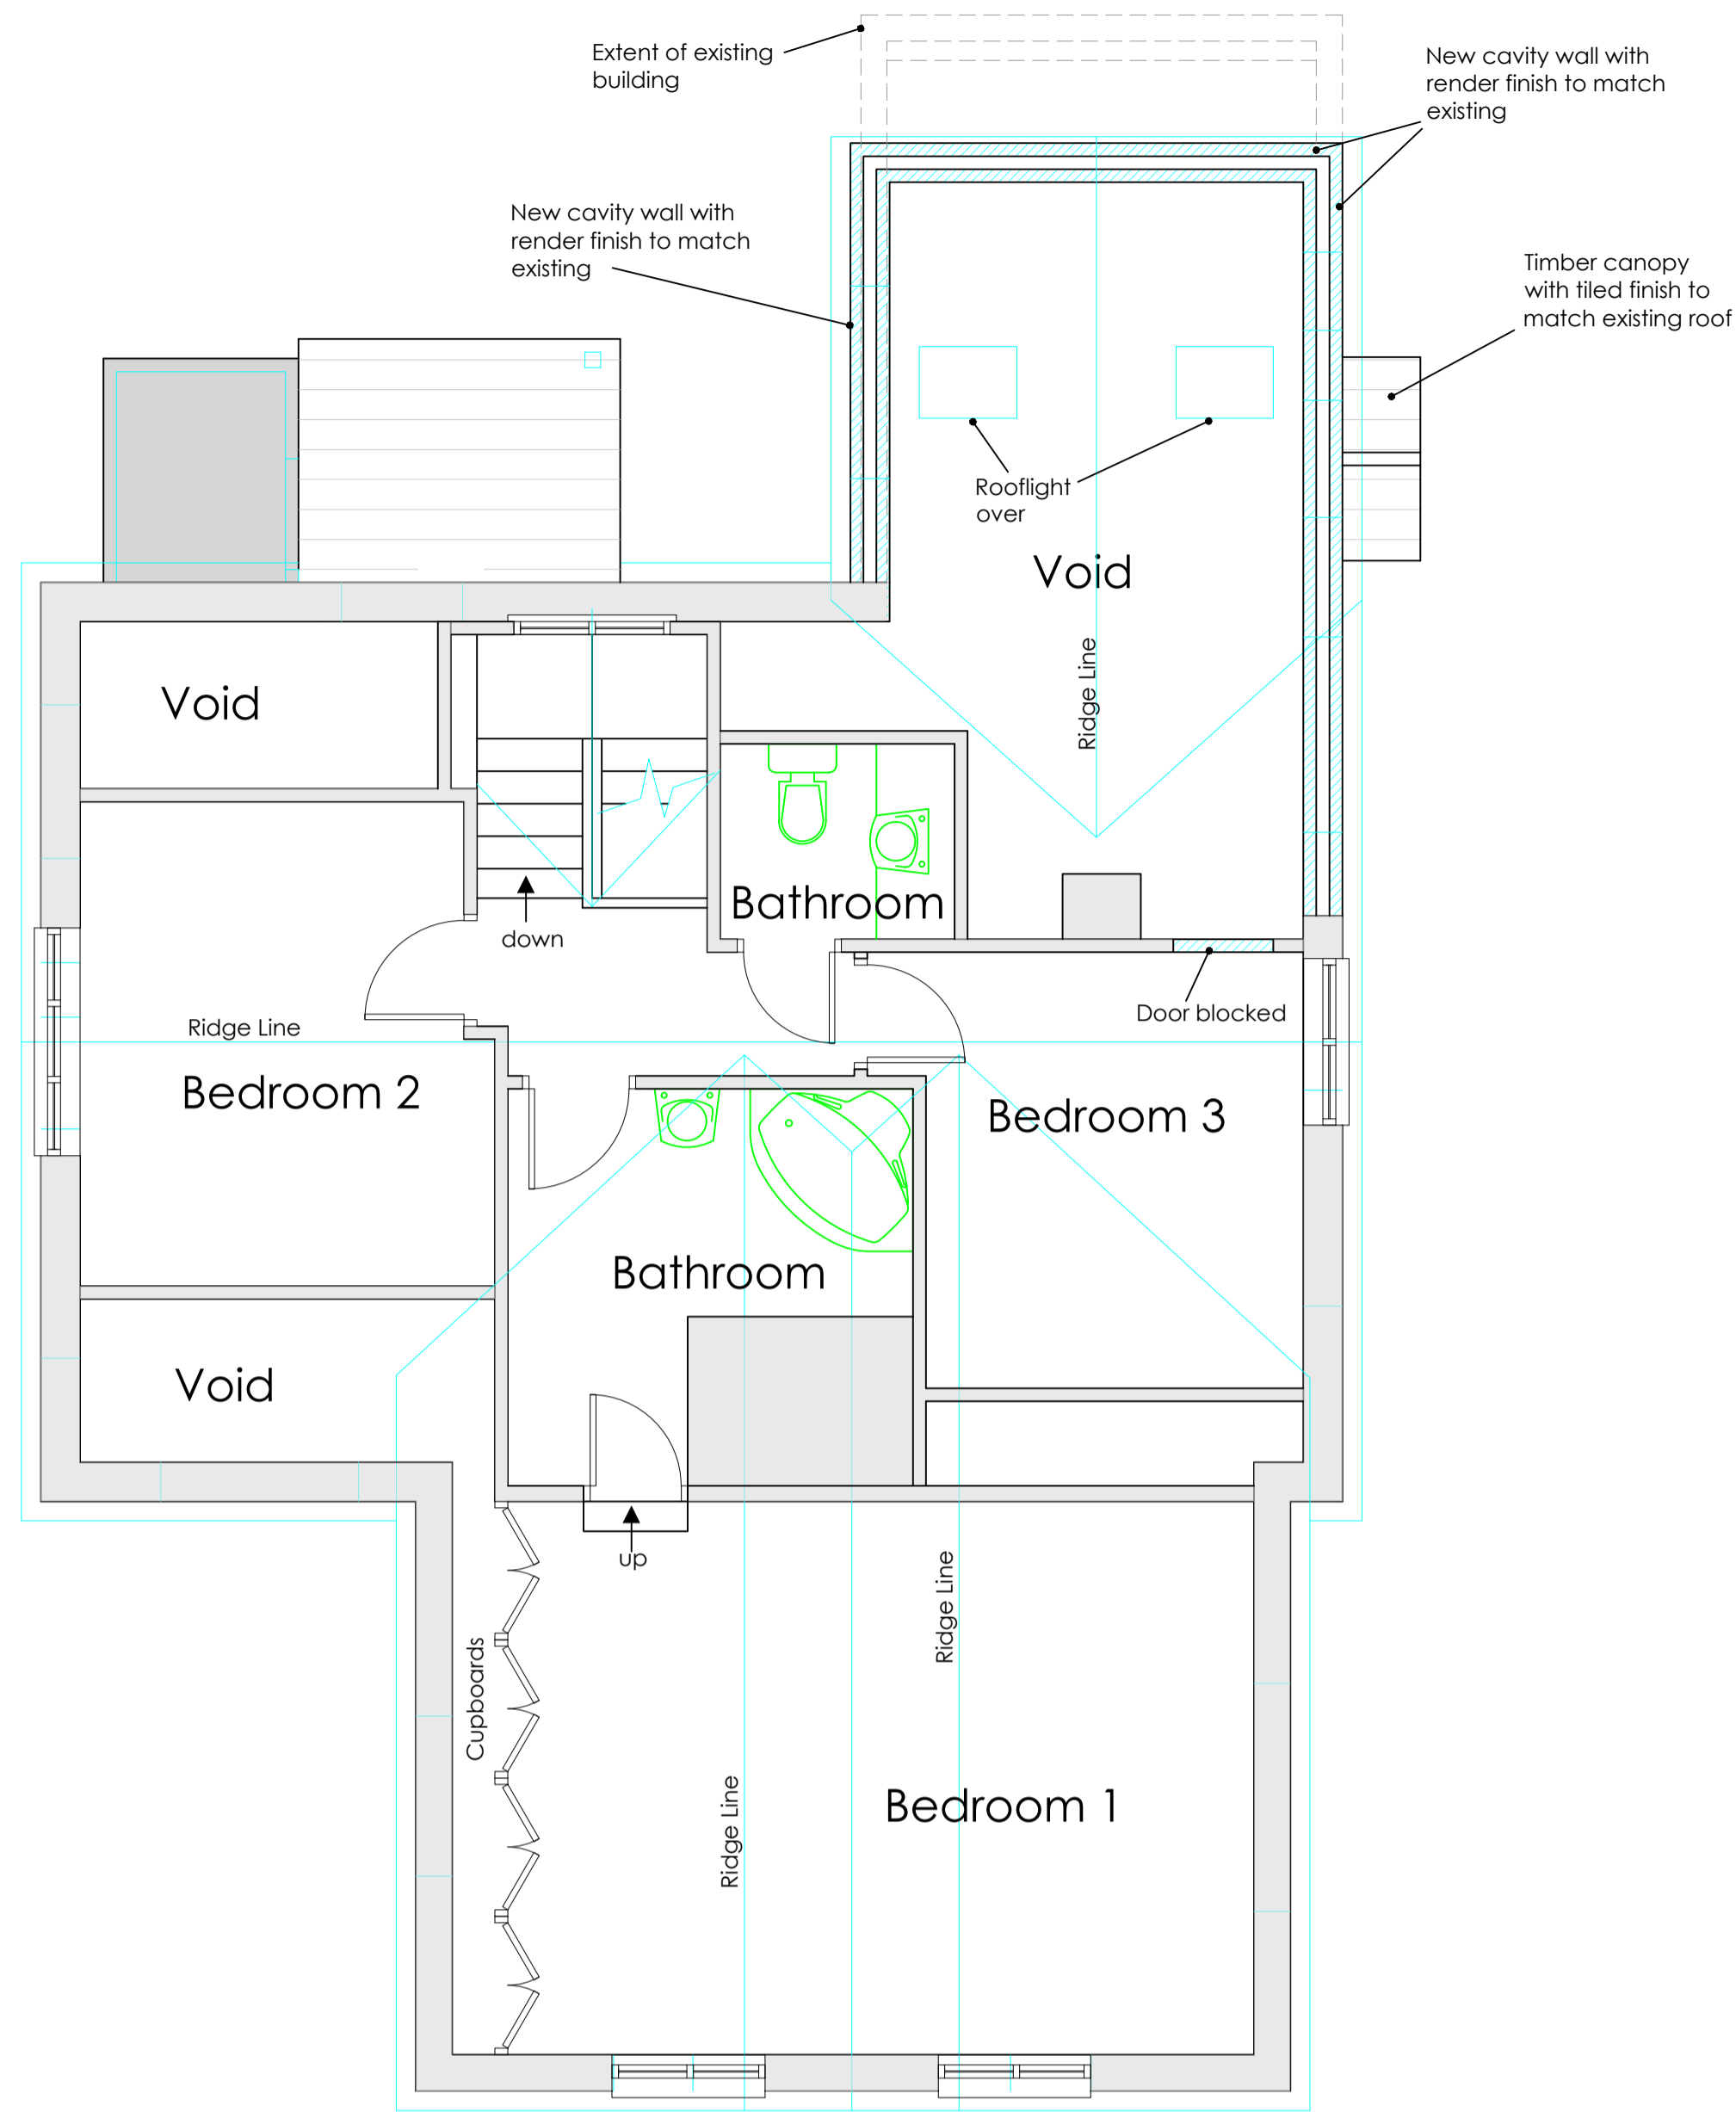 Extent of existing
building
New cavity wall with
render finish to match
existing
New cavity wall with
render finish to match
existing
Timber canopy
with tiled finish to
match existing roof
Rooflight
over
Void
Ridge Line
Void
Bathroom
down
Door blocked
Ridge Line
Bedroom 2
Bedroom 3
Bathroom
Void
up
Ridge Line
Cupboards
Ridge Line
Bedroom 1